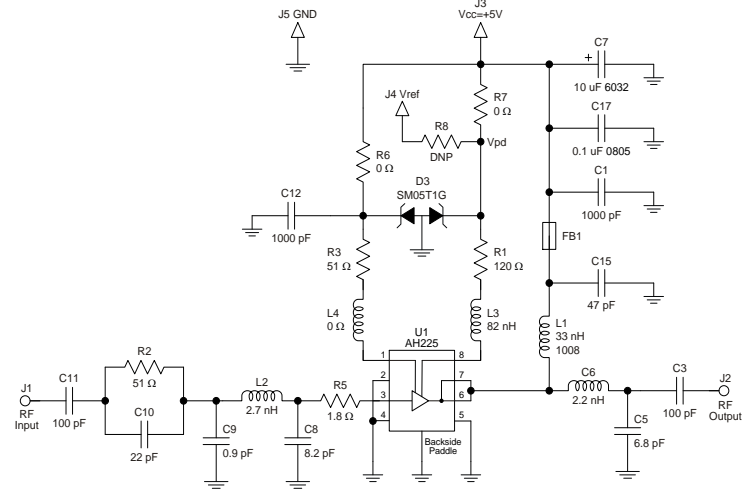 J5 GND
J3
Vcc=+5V
C7
+
10 uF 6032
J4 Vref
R7
0 Ω
R8
DNP
Vpd
C17
0.1 uF 0805
R6
0 Ω
D3
SM05T1G
C1
1000 pF
C12
1000 pF
FB1
R3
51 Ω
R1
120 Ω
C15
47 pF
L4
0 Ω
L3
82 nH
U1
AH225
L1
33 nH
1008
1
8
2
7
3
6
4
5
Backside
Paddle
J1
RF
Input
C11
100 pF
R2
51 Ω
C10
22 pF
L2
2.7 nH
R5
1.8 Ω
C9
0.9 pF
C8
8.2 pF
C6
2.2 nH
C3
100 pF
J2
RF
Output
C5
6.8 pF